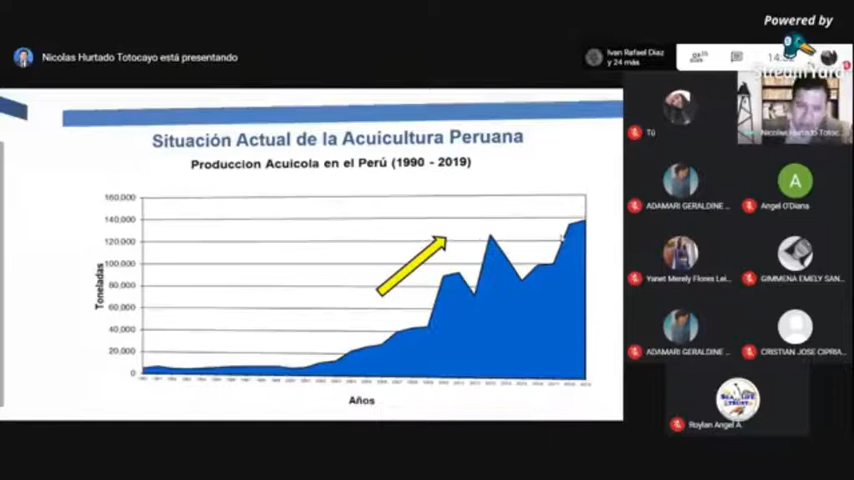 Powered by
StreamYard
Nicolas Hurtado Totocayo está presentando
Ivan Rafael Diaz
y 24 más
Situación Actual de la Acuicultura Peruana
Produccion Acuicola en el Perú (1990 - 2019)
160,000
140,000
120,000
100,000
80,000
60,000
40,000
20,000
0
Toneladas
Años
Tú
Nicolas Hurtado Totoc...
ADAMARI GERALDINE ...
A
Angel O'Diana
Yanet Merely Flores Lei...
GIMMENA EMELY SAN...
ADAMARI GERALDINE ...
CRISTIAN JOSE CIPRIA...
SEA LIFE
TRUST
Roylan Angel A